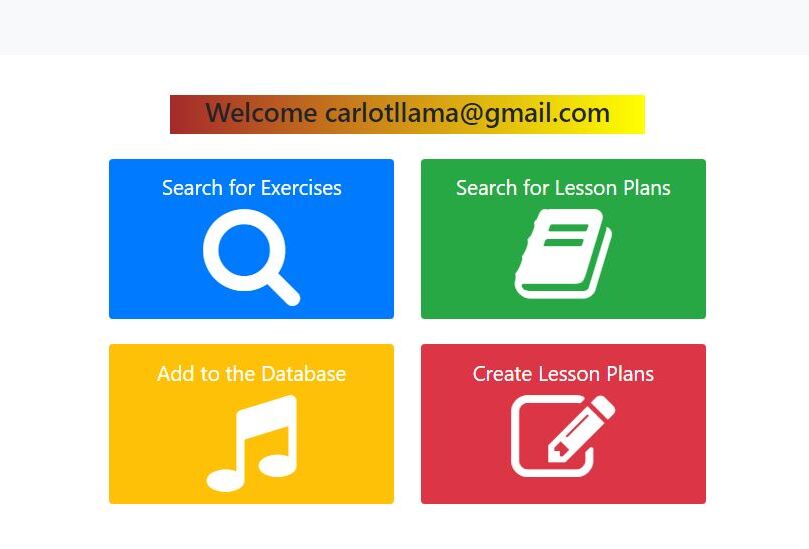 Welcome carlotllama@gmail.com
Search for Exercises
Search for Lesson Plans
Add to the Database
Create Lesson Plans